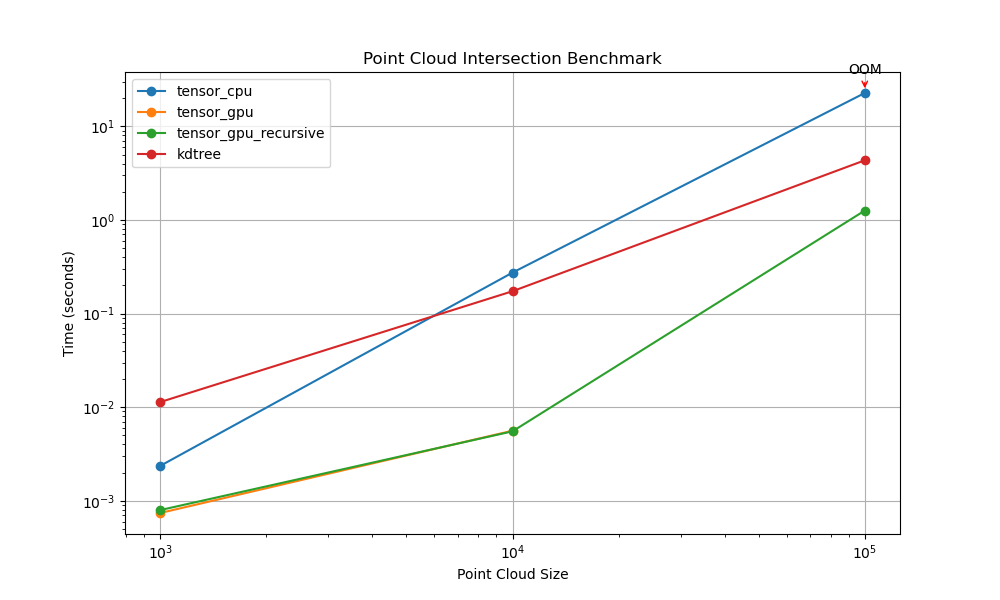 Point Cloud Intersection Benchmark
OOM
tensor_cpu
tensor_gpu
tensor_gpu_recursive
kdtree
Time (seconds)
10¹
10⁰
10⁻¹
10⁻²
10⁻³
10³
10⁴
10⁵
Point Cloud Size